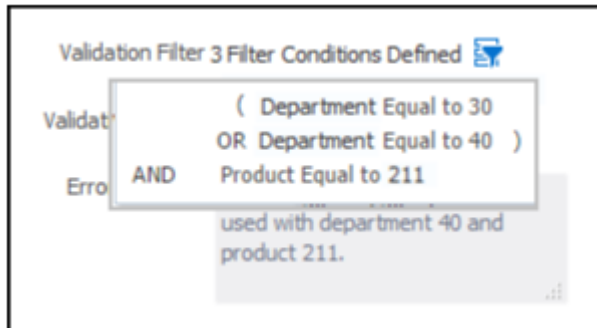 Validation Filter 3 Filter Conditions Defined
( Department Equal to 30
Validat
OR Department Equal to 40 )
AND Product Equal to 211
Erro
used with department 40 and
product 211.